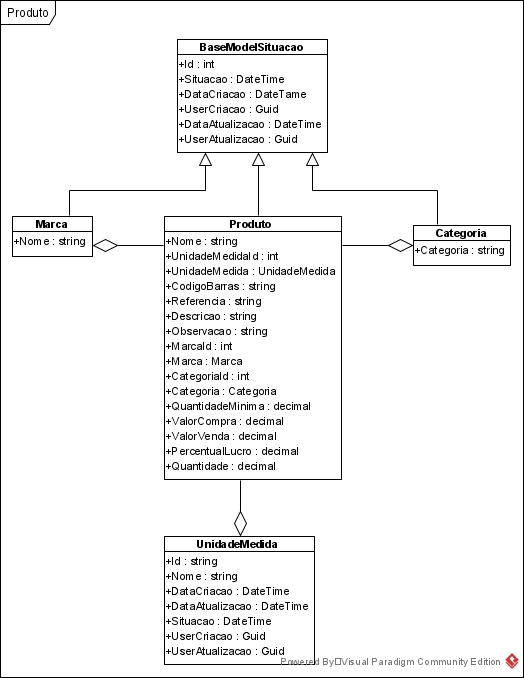 Produto
BaseModelSituacao
+Id : int
+Situacao : DateTime
+DataCriacao : DateTame
+UserCriacao : Guid
+DataAtualizacao : DateTime
+UserAtualizacao : Guid
Marca
+Nome : string
Produto
+Nome : string
+UnidadeMedidaId : int
+UnidadeMedida : UnidadeMedida
+CodigoBarras : string
+Referencia : string
+Descricao : string
+Observacao : string
+MarcaId : int
+Marca : Marca
+CategoriaId : int
+Categoria : Categoria
+QuantidadeMinima : decimal
+ValorCompra : decimal
+ValorVenda : decimal
+PercentualLucro : decimal
+Quantidade : decimal
Categoria
+Categoria : string
UnidadeMedida
+Id : string
+Nome : string
+DataCriacao : DateTime
+DataAtualizacao : DateTime
+Situacao : DateTime
+UserCriacao : Guid
+UserAtualizacao : Guid
Powered By Visual Paradigm Community Edition